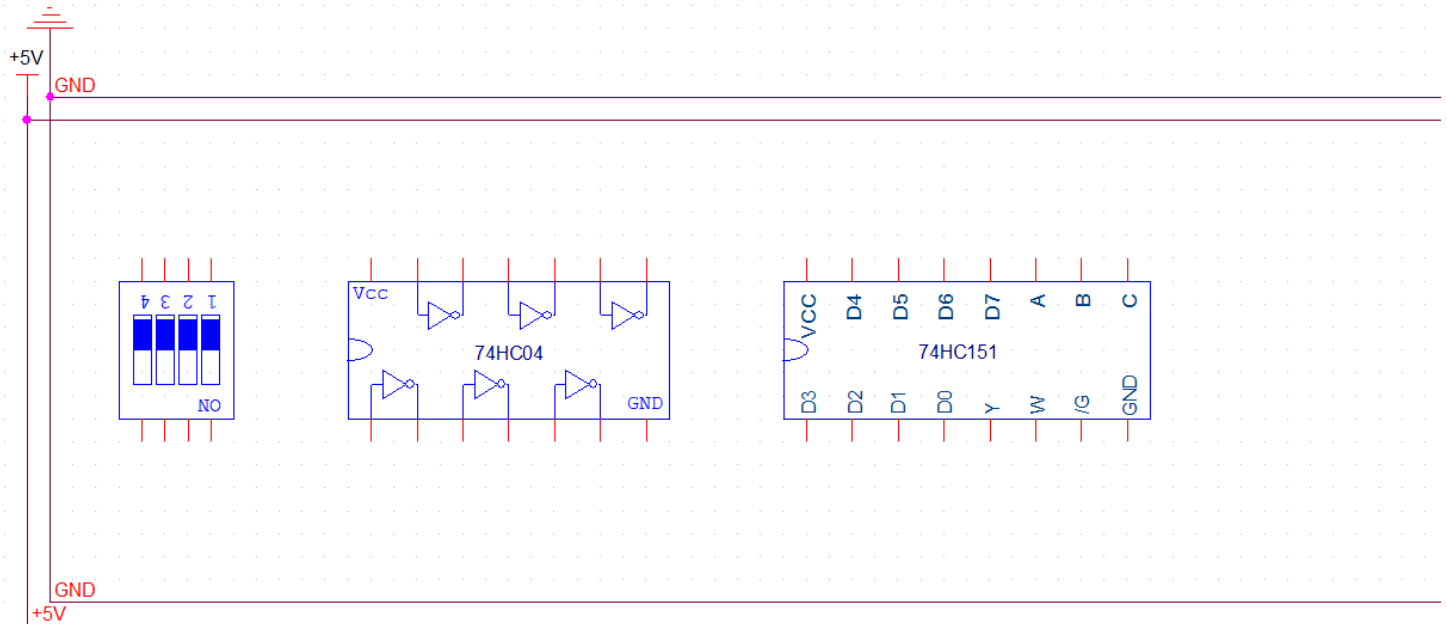 +5V
GND
4 3 2 1
ON
Vcc
74HC04
GND
VCC D4 D5 D6 D7 A B C
74HC151
D3 D2 D1 D0 Y W /G GND
GND
+5V